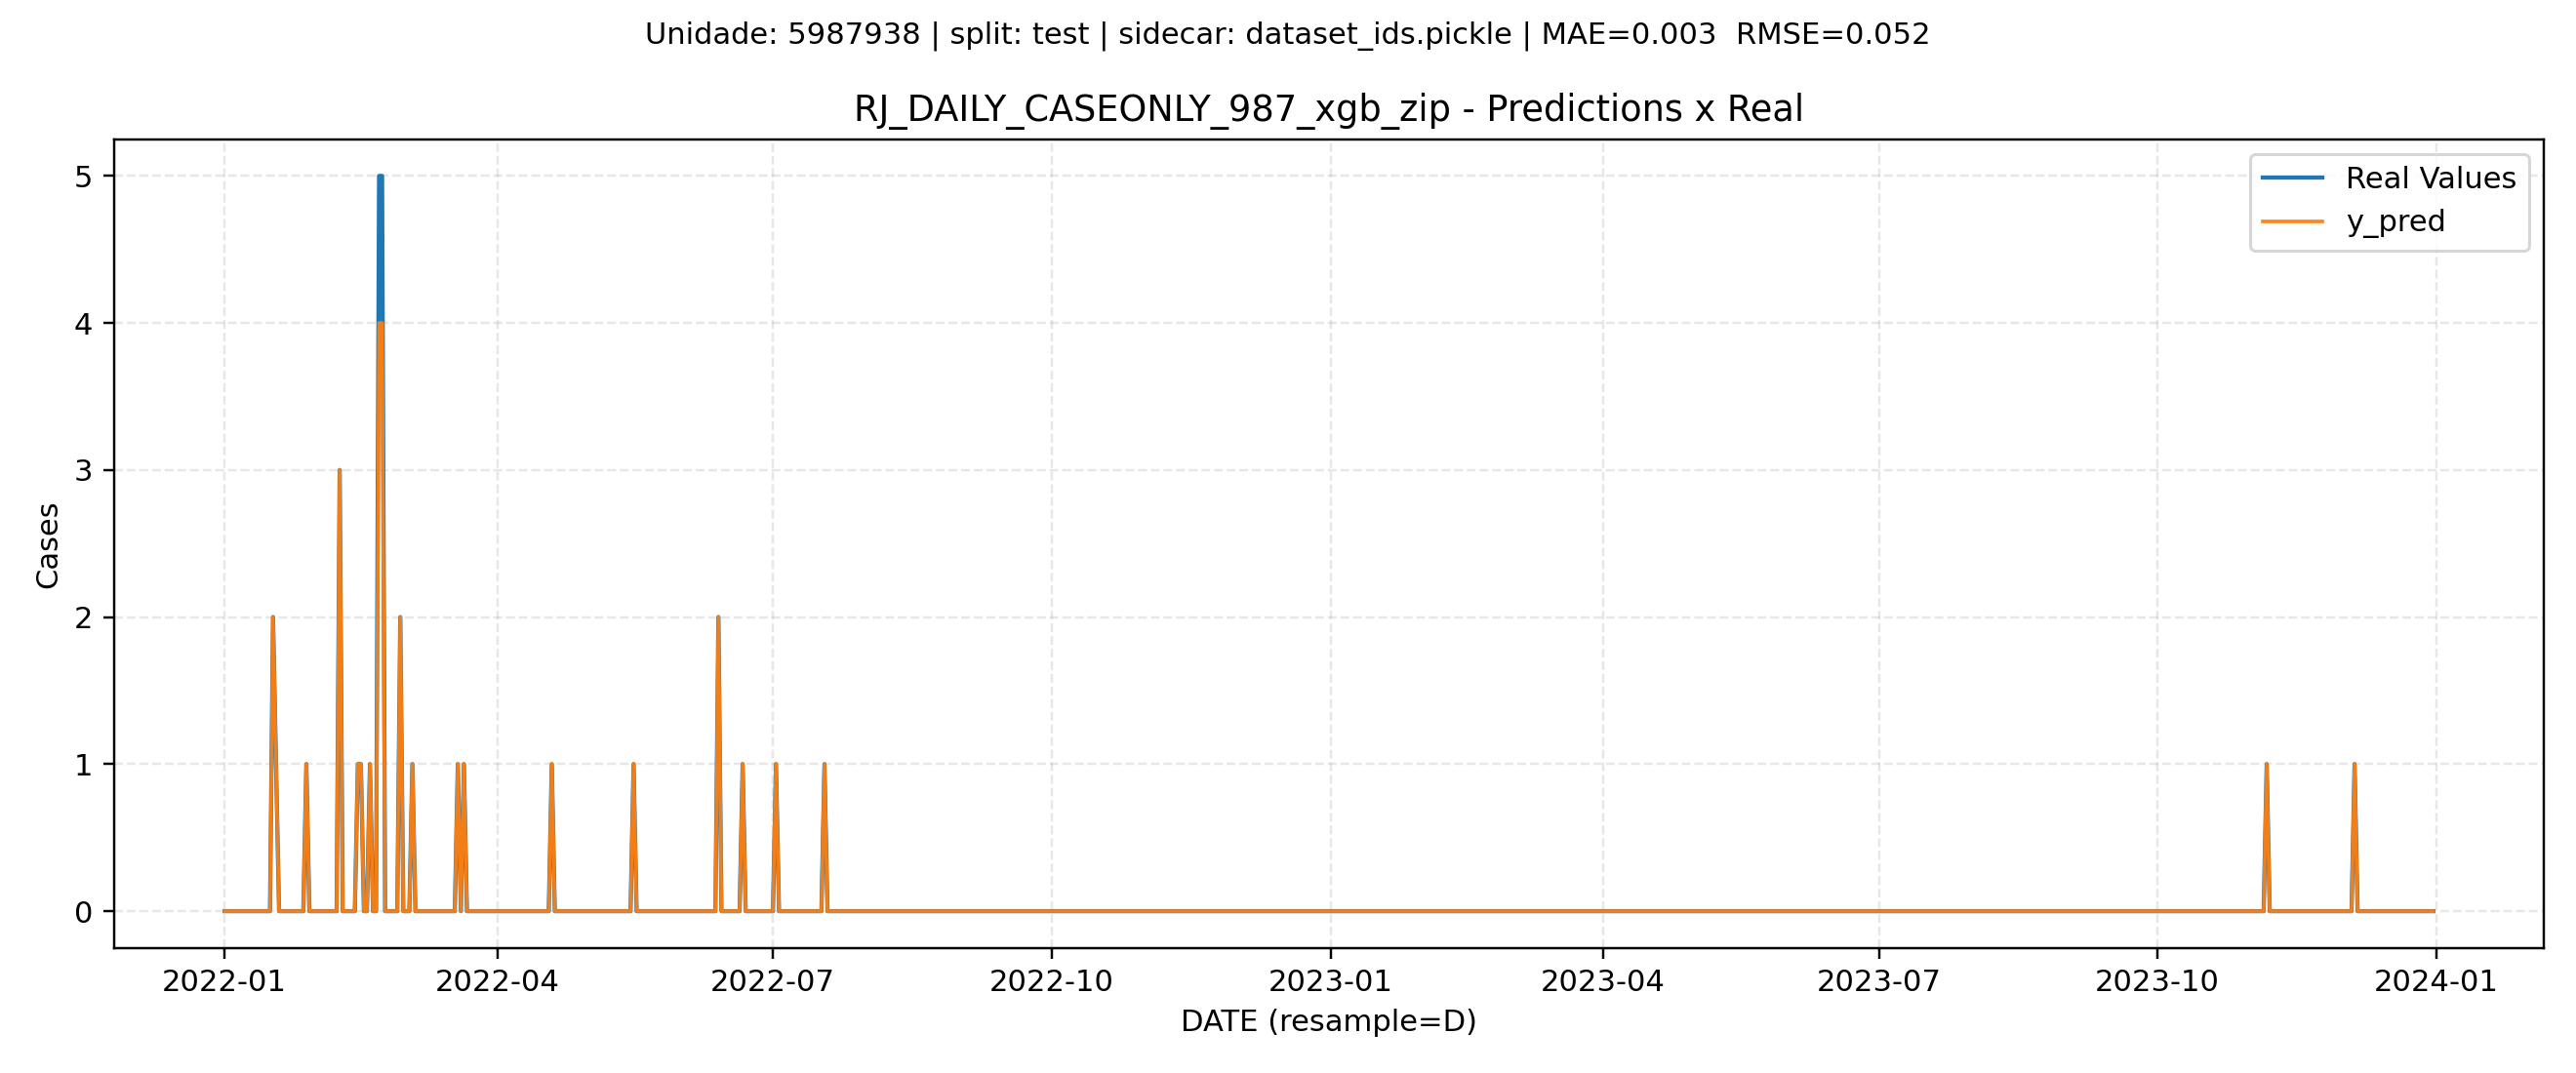 Unidade: 5987938 | split: test | sidecar: dataset_ids.pickle | MAE=0.003  RMSE=0.052
RJ_DAILY_CASEONLY_987_xgb_zip - Predictions x Real
Real Values
y_pred
5
4
3
2
1
0
Cases
2022-01 2022-04 2022-07 2022-10 2023-01 2023-04 2023-07 2023-10 2024-01
DATE (resample=D)